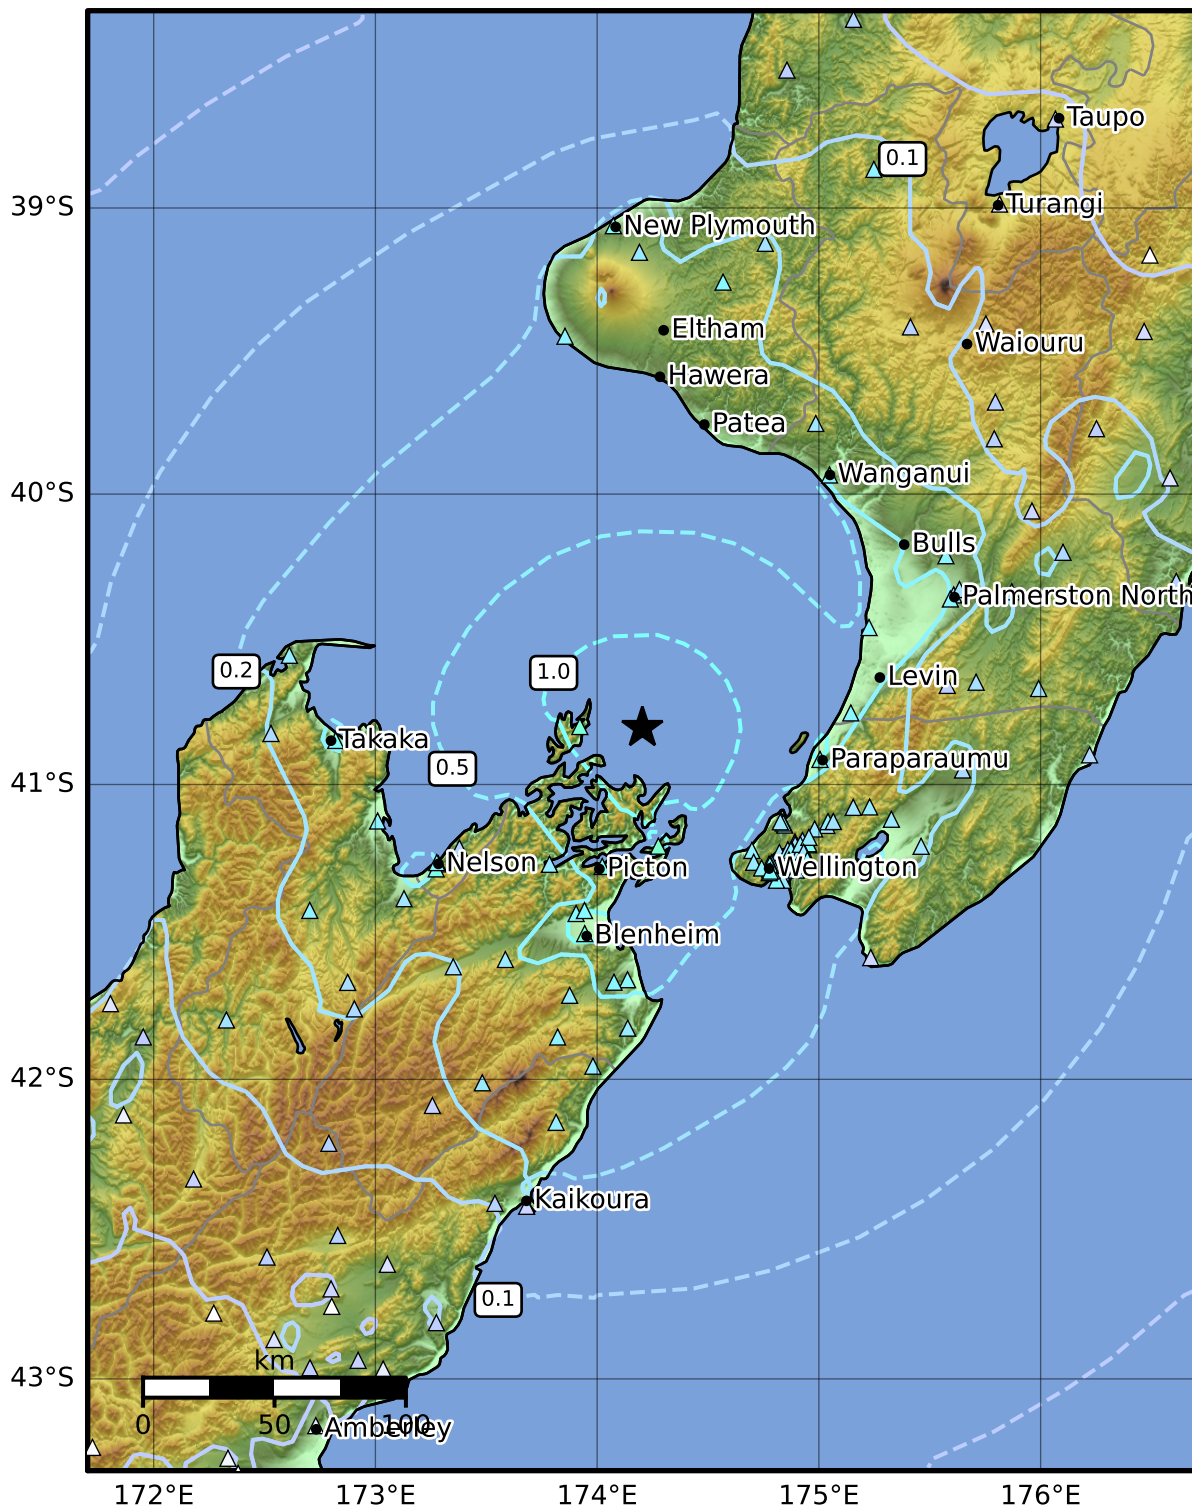 Taupo
0.1
39°S
Turangi
New Plymouth
Eltham
Waiouru
Hawera
Patea
Wanganui
40°S
Bulls
Palmerston North
0.2
1.0
Levin
Takaka
0.5
Paraparaumu
41°S
Nelson
Picton
Wellington
Blenheim
42°S
Kaikoura
0.1
km
43°S
0 50 100
Amberley
172°E 173°E 174°E 175°E 176°E